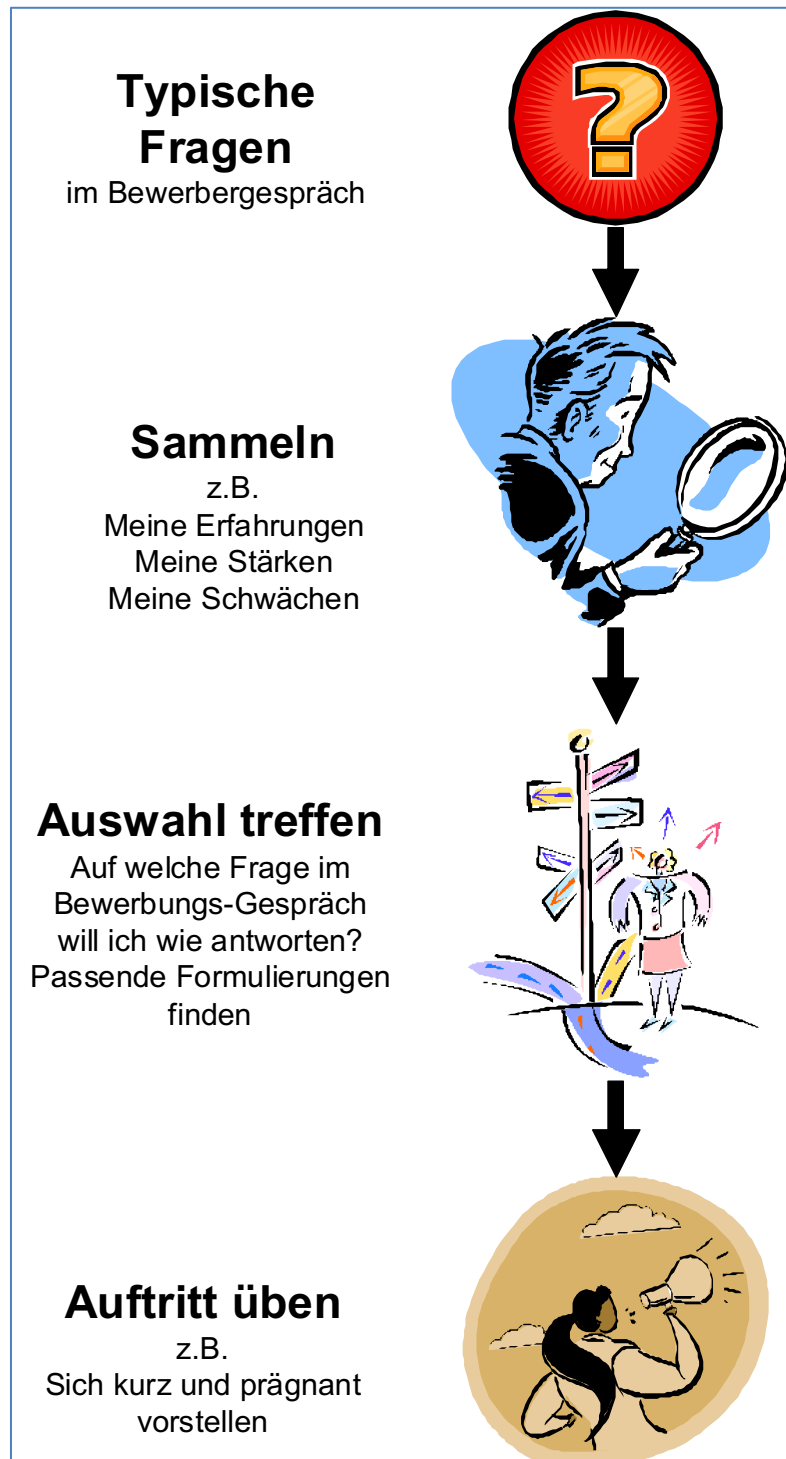 Typische
Fragen
im Bewerbergespräch
Sammeln
z.B.
Meine Erfahrungen
Meine Stärken
Meine Schwächen
Auswahl treffen
Auf welche Frage im
Bewerbungs-Gespräch
will ich wie antworten?
Passende Formulierungen
finden
Auftritt üben
z.B.
Sich kurz und prägnant
vorstellen